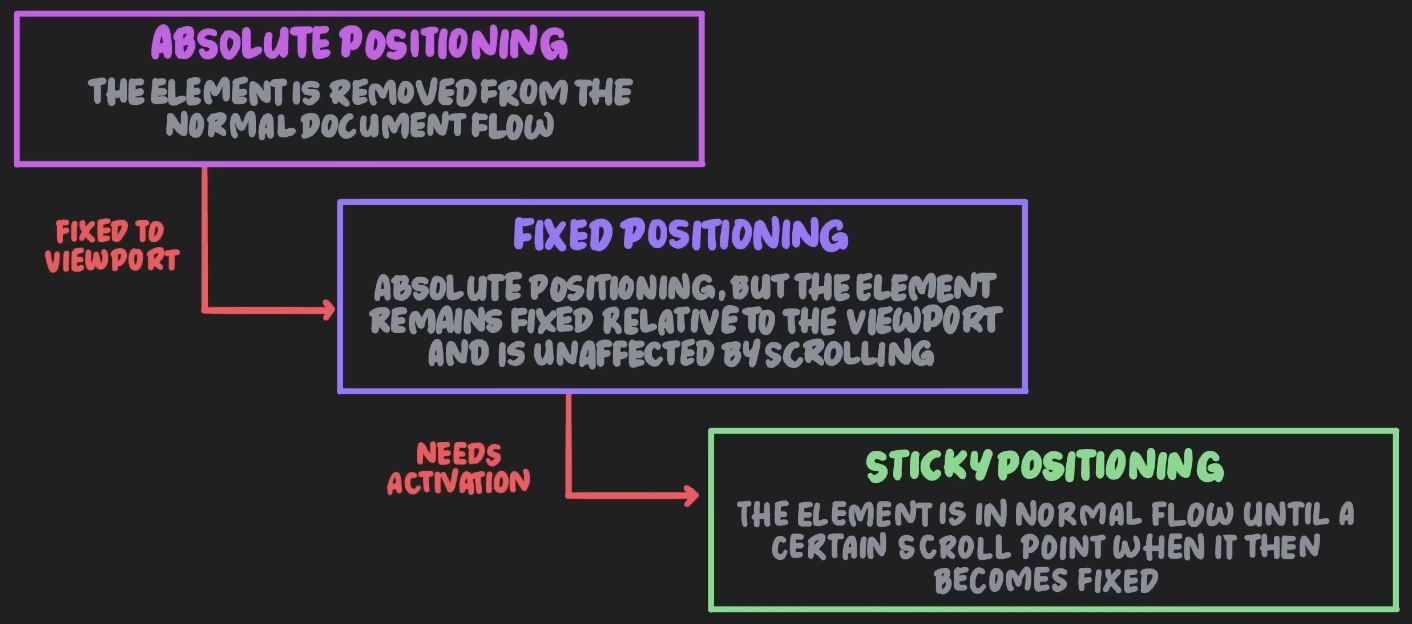 ABSOLUTE POSITIONING
THE ELEMENT IS REMOVED FROM THE
NORMAL DOCUMENT FLOW
FIXED TO
VIEWPORT
FIXED POSITIONING
ABSOLUTE POSITIONING, BUT THE ELEMENT
REMAINS FIXED RELATIVE TO THE VIEWPORT
AND IS UNAFFECTED BY SCROLLING
NEEDS
ACTIVATION
STICKY POSITIONING
THE ELEMENT IS IN NORMAL FLOW UNTIL A
CERTAIN SCROLL POINT WHEN IT THEN
BECOMES FIXED